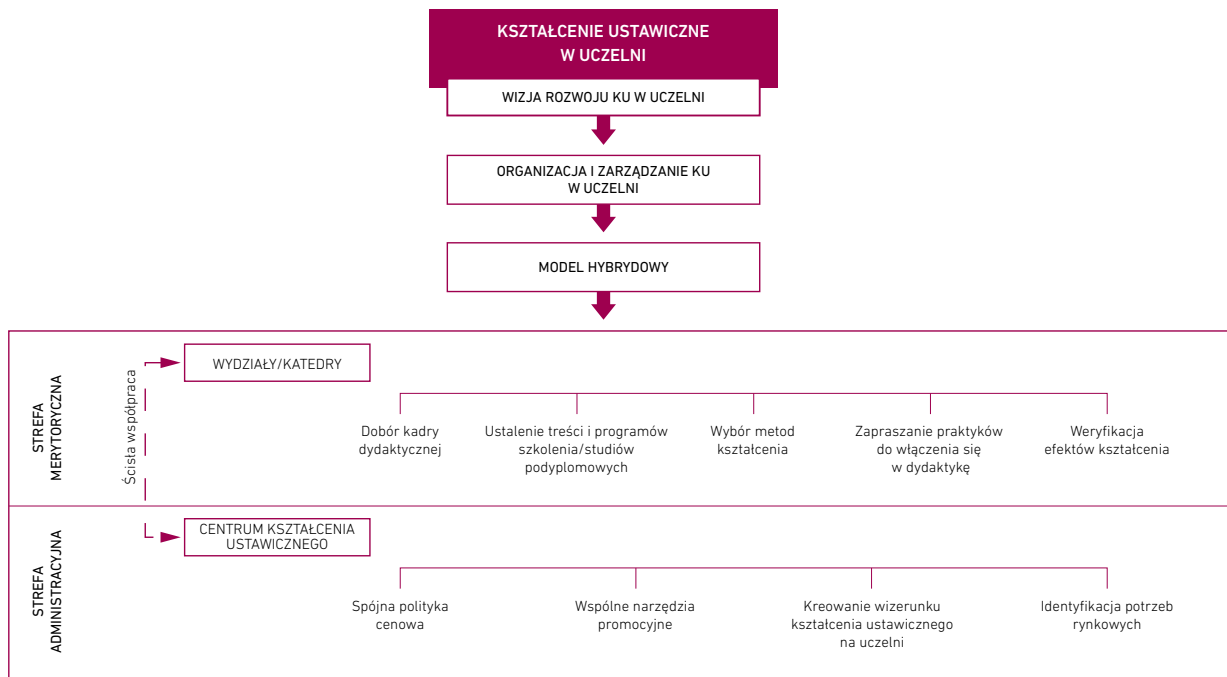 KSZTAŁCENIE USTAWICZNE
W UCZELNI
WIZJA ROZWOJU KU W UCZELNI
ORGANIZACJA I ZARZĄDZANIE KU
W UCZELNI
MODEL HYBRYDOWY
STREFA
MERYTORYCZNA
Ścisła współpraca
WYDZIAŁY/KATEDRY
Dobór kadry
dydaktycznej
Ustalenie treści i programów
szkolenia/studiów
podyplomowych
Wybór metod
kształcenia
Zapraszanie praktyków
do włączenia się
w dydaktykę
Weryfikacja
efektów kształcenia
STREFA
ADMINISTRACYJNA
CENTRUM KSZTAŁCENIA
USTAWICZNEGO
Spójna polityka
cenowa
Wspólne narzędzia
promocyjne
Kreowanie wizerunku
kształcenia ustawicznego
na uczelni
Identyfikacja potrzeb
rynkowych